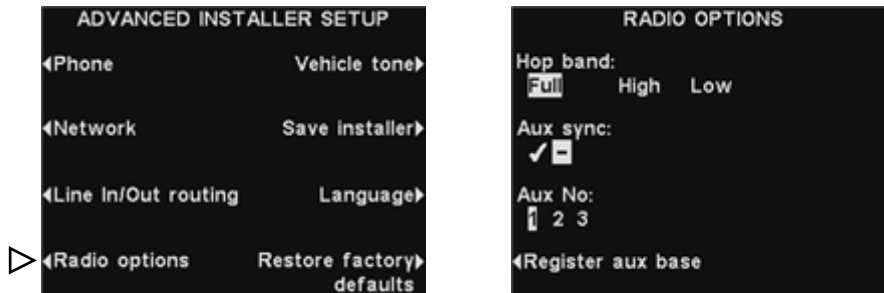 ADVANCED INSTALLER SETUP
Phone
Vehicle tone
Network
Save installer
Line In/Out routing
Language
Radio options
Restore factory
defaults
RADIO OPTIONS
Hop band:
Full High Low
Aux sync:
✓ –
Aux No:
1 2 3
Register aux base